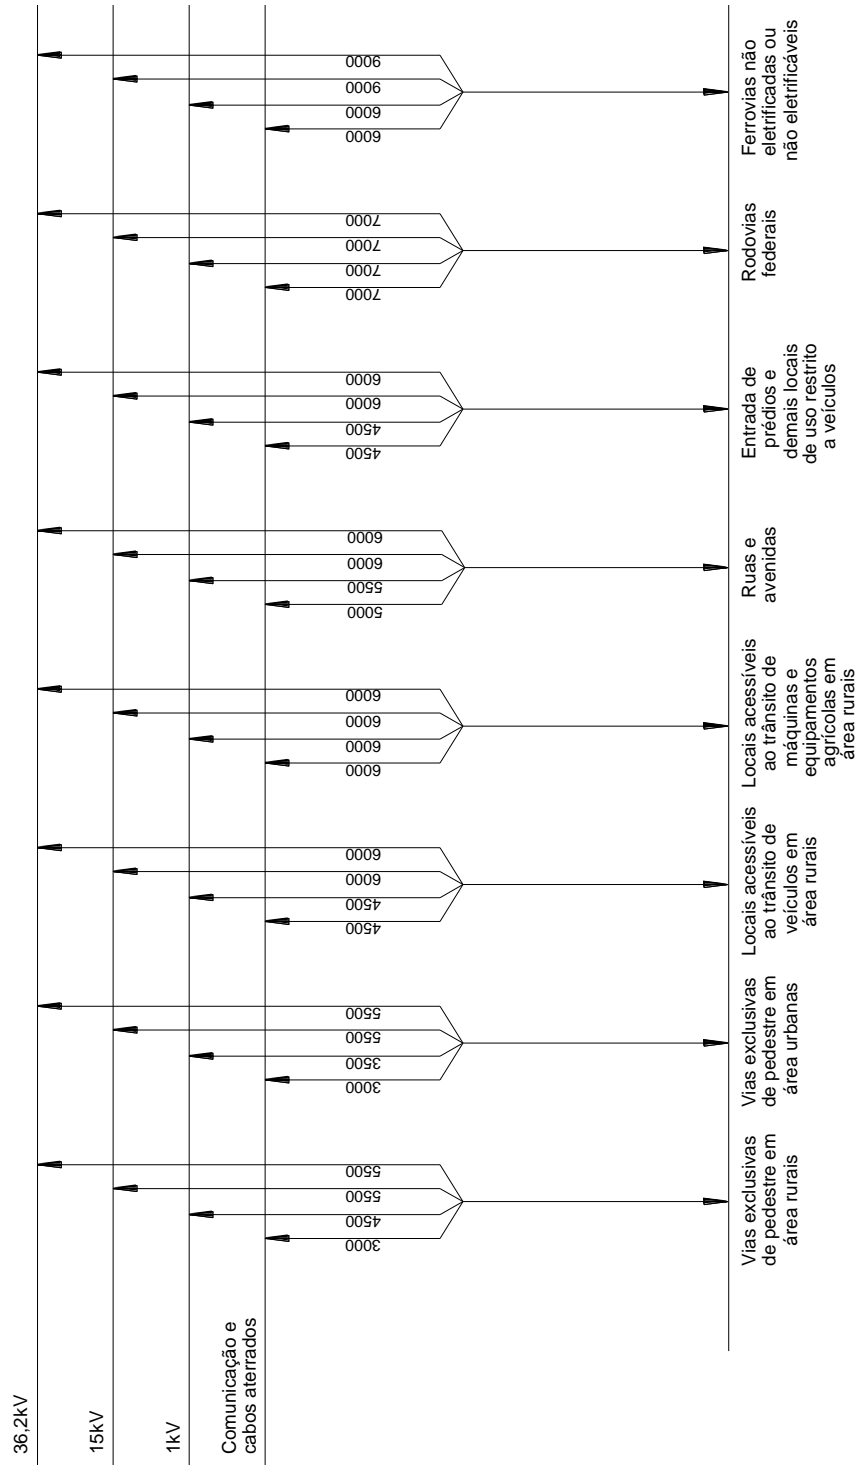 36,2kV
15kV
1kV
Comunicação e
cabos aterrados
3000
4500
5500
5500
Vias exclusivas
de pedestre em
área rurais
3000
3500
5500
5500
Vias exclusivas
de pedestre em
área urbanas
4500
4500
6000
6000
Locais acessíveis
ao trânsito de
veículos em
área rurais
6000
6000
6000
6000
Locais acessíveis
ao trânsito de
máquinas e
equipamentos
agrícolas em
área rurais
5000
5500
6000
6000
Ruas e
avenidas
4500
4500
6000
6000
Entrada de
prédios e
demais locais
de uso restrito
a veículos
7000
7000
7000
7000
Rodovias
federais
6000
6000
9000
9000
Ferrovias não
eletrificadas ou
não eletrificáveis